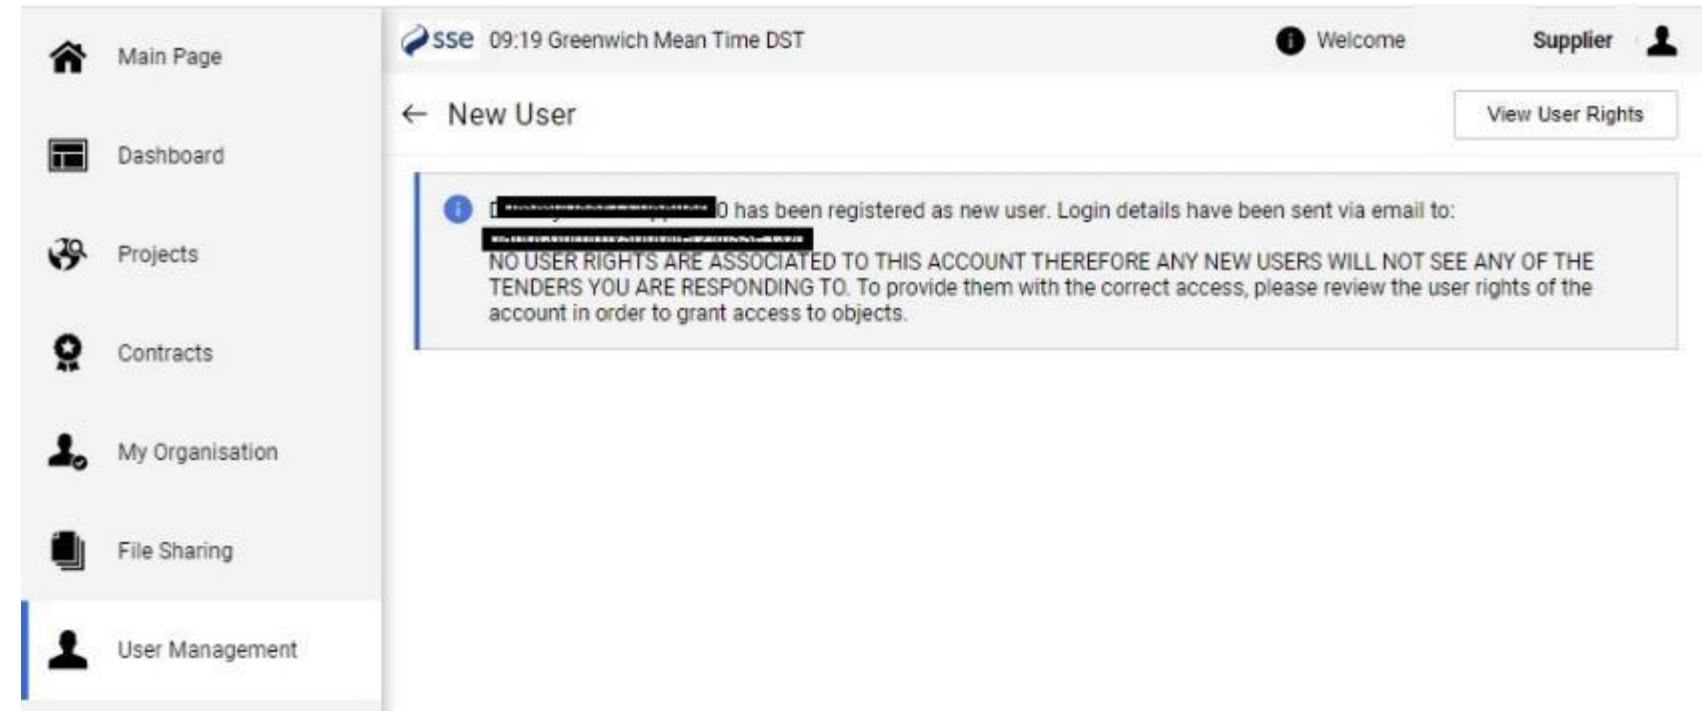 Main Page
Dashboard
Projects
Contracts
My Organisation
File Sharing
User Management
sse 09:19 Greenwich Mean Time DST
Welcome
Supplier
← New User
View User Rights
has been registered as new user. Login details have been sent via email to:
NO USER RIGHTS ARE ASSOCIATED TO THIS ACCOUNT THEREFORE ANY NEW USERS WILL NOT SEE ANY OF THE
TENDERS YOU ARE RESPONDING TO. To provide them with the correct access, please review the user rights of the
account in order to grant access to objects.